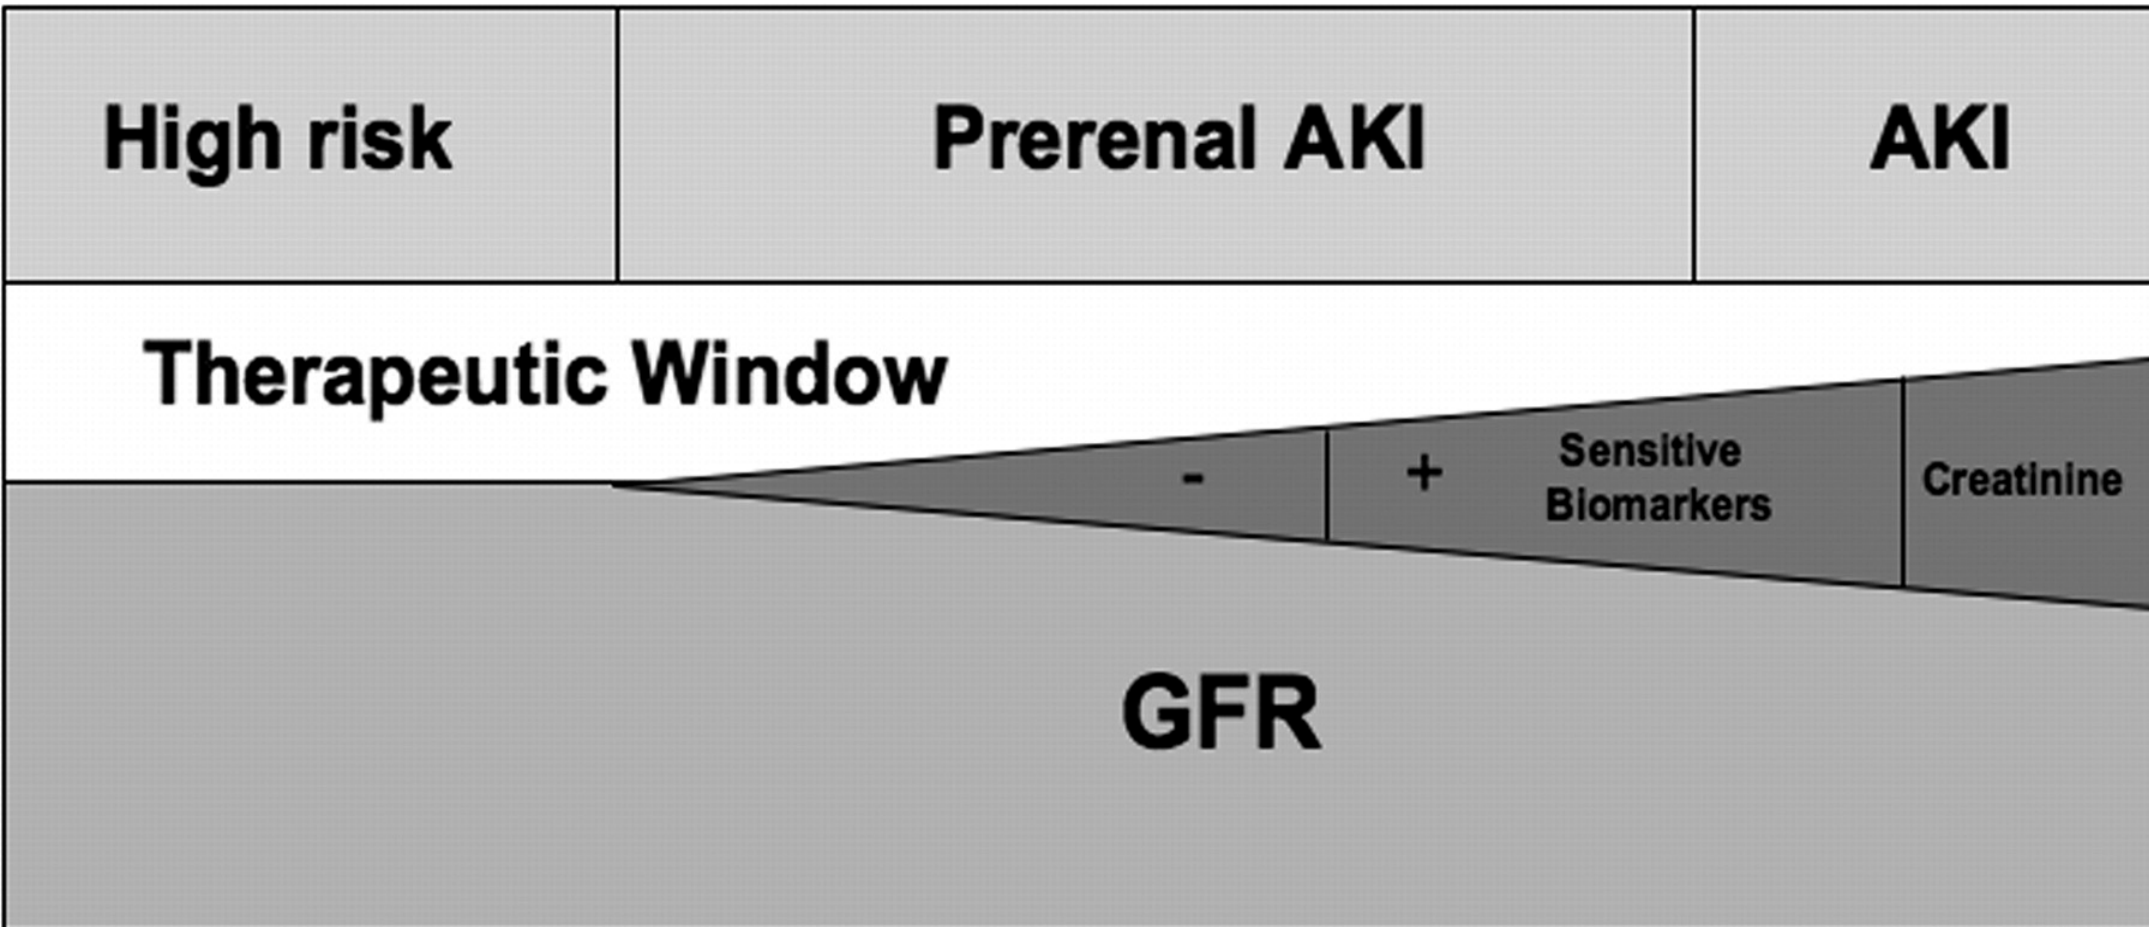 High risk
Prerenal AKI
AKI
Therapeutic Window
-
+
Sensitive
Biomarkers
Creatinine
GFR